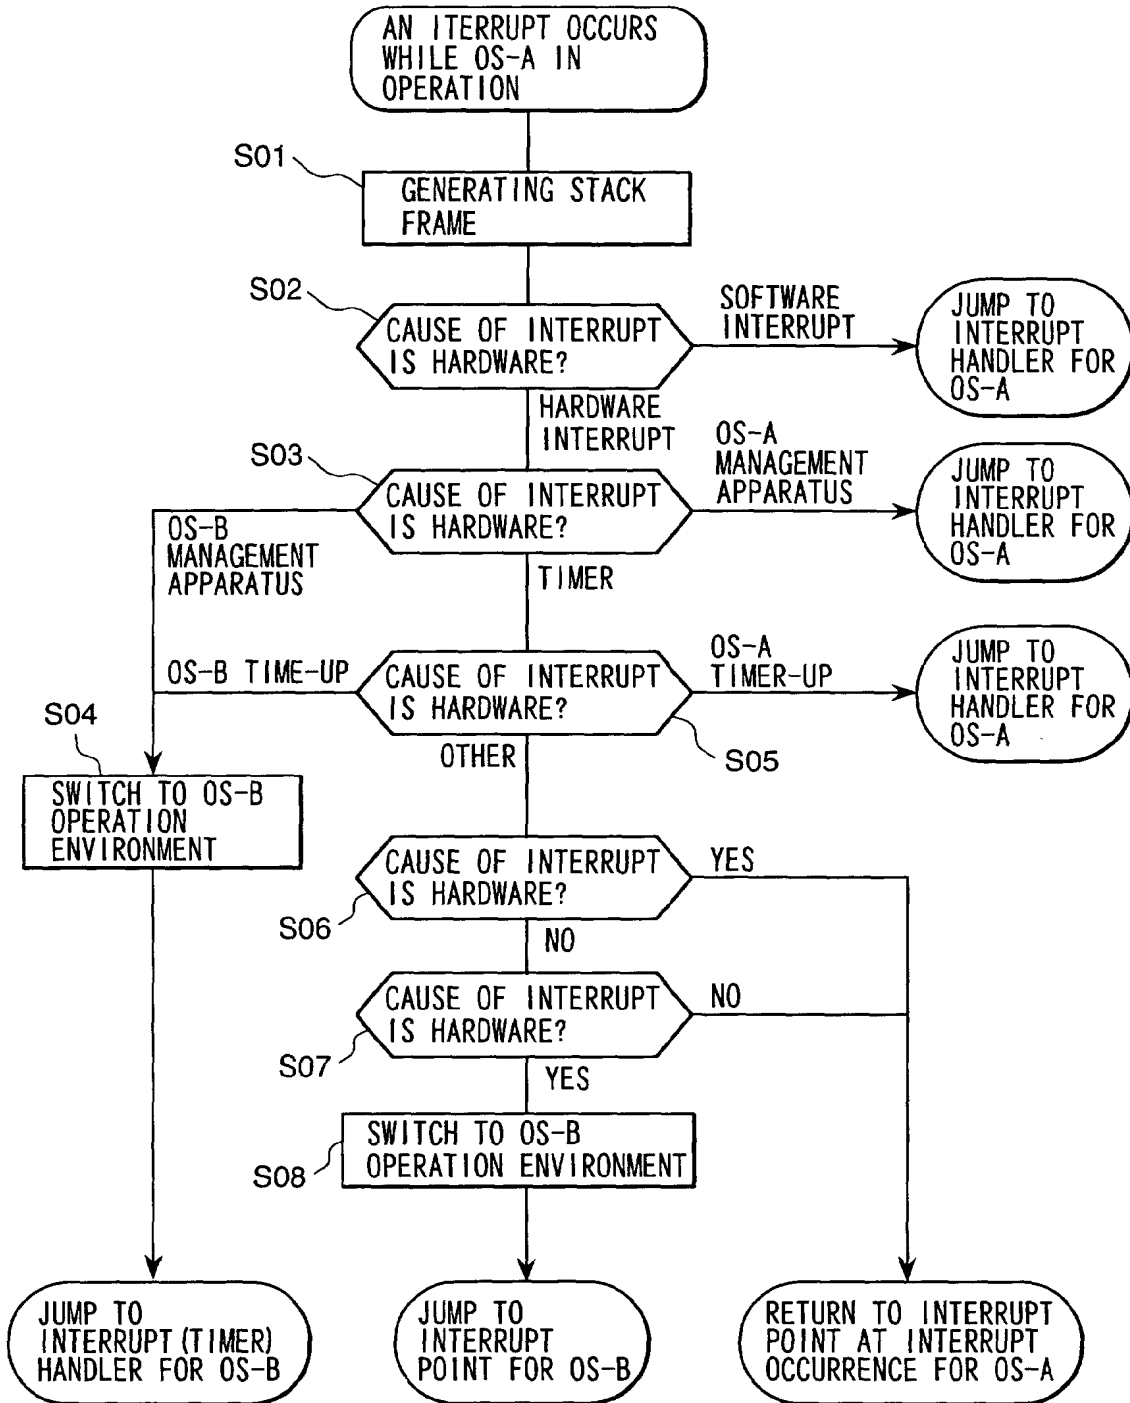 AN ITERRUPT OCCURS
WHILE OS-A IN
OPERATION
S01
GENERATING STACK
FRAME
S02
CAUSE OF INTERRUPT
IS HARDWARE?
SOFTWARE
INTERRUPT
JUMP TO
INTERRUPT
HANDLER FOR
OS-A
HARDWARE
INTERRUPT
S03
CAUSE OF INTERRUPT
IS HARDWARE?
OS-A
MANAGEMENT
APPARATUS
JUMP TO
INTERRUPT
HANDLER FOR
OS-A
OS-B
MANAGEMENT
APPARATUS
TIMER
OS-B TIME-UP
CAUSE OF INTERRUPT
IS HARDWARE?
OS-A
TIMER-UP
JUMP TO
INTERRUPT
HANDLER FOR
OS-A
S04
SWITCH TO OS-B
OPERATION
ENVIRONMENT
OTHER
S05
CAUSE OF INTERRUPT
IS HARDWARE?
YES
S06
NO
CAUSE OF INTERRUPT
IS HARDWARE?
NO
S07
YES
SWITCH TO OS-B
OPERATION ENVIRONMENT
S08
JUMP TO
INTERRUPT(TIMER)
HANDLER FOR OS-B
JUMP TO
INTERRUPT
POINT FOR OS-B
RETURN TO INTERRUPT
POINT AT INTERRUPT
OCCURRENCE FOR OS-A